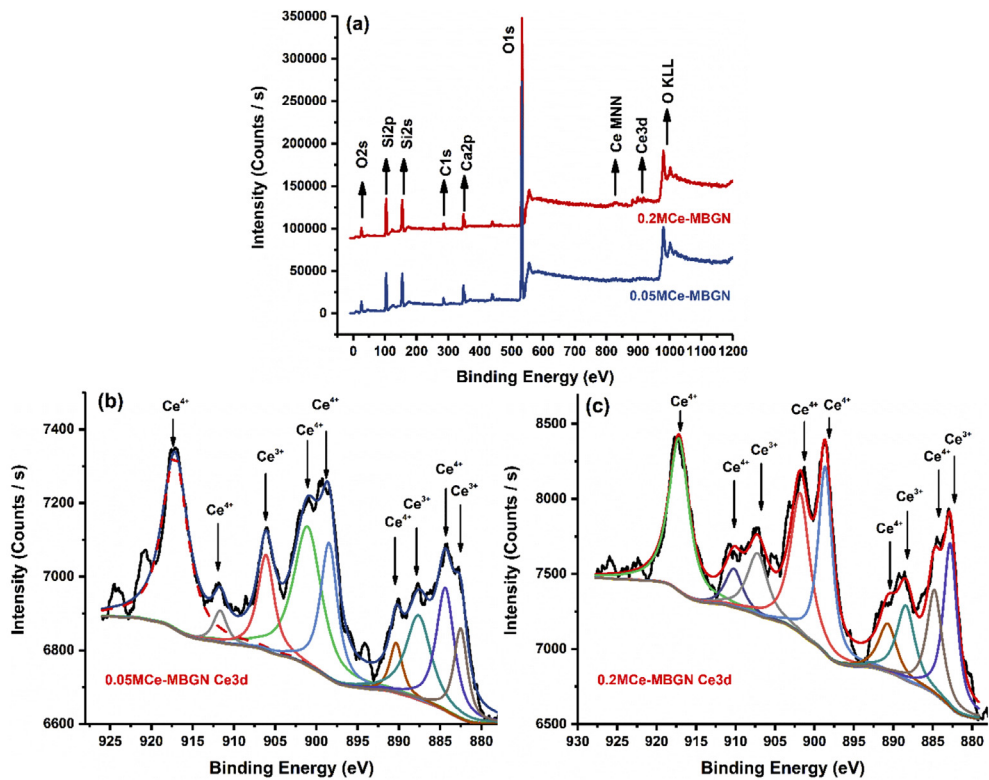 (a)
Intensity (Counts / s)
350000
300000
250000
200000
150000
100000
50000
0
O2s
Si2p
Si2s
C1s
Ca2p
O1s
Ce MNN
Ce3d
O KLL
0.2MCe-MBGN
0.05MCe-MBGN
0 100 200 300 400 500 600 700 800 900 1000 1100 1200
Binding Energy (eV)
(b)
Intensity (Counts / s)
7400
7200
7000
6800
6600
Ce⁴⁺
Ce⁴⁺
Ce³⁺
Ce⁴⁺
Ce⁴⁺
Ce⁴⁺
Ce³⁺
Ce⁴⁺
Ce³⁺
0.05MCe-MBGN Ce3d
925 920 915 910 905 900 895 890 885 880
Binding Energy (eV)
(c)
Intensity (Counts / s)
8500
8000
7500
7000
6500
Ce⁴⁺
Ce⁴⁺
Ce³⁺
Ce⁴⁺
Ce⁴⁺
Ce⁴⁺
Ce³⁺
Ce⁴⁺
Ce³⁺
0.2MCe-MBGN Ce3d
930 925 920 915 910 905 900 895 890 885 880
Binding Energy (eV)